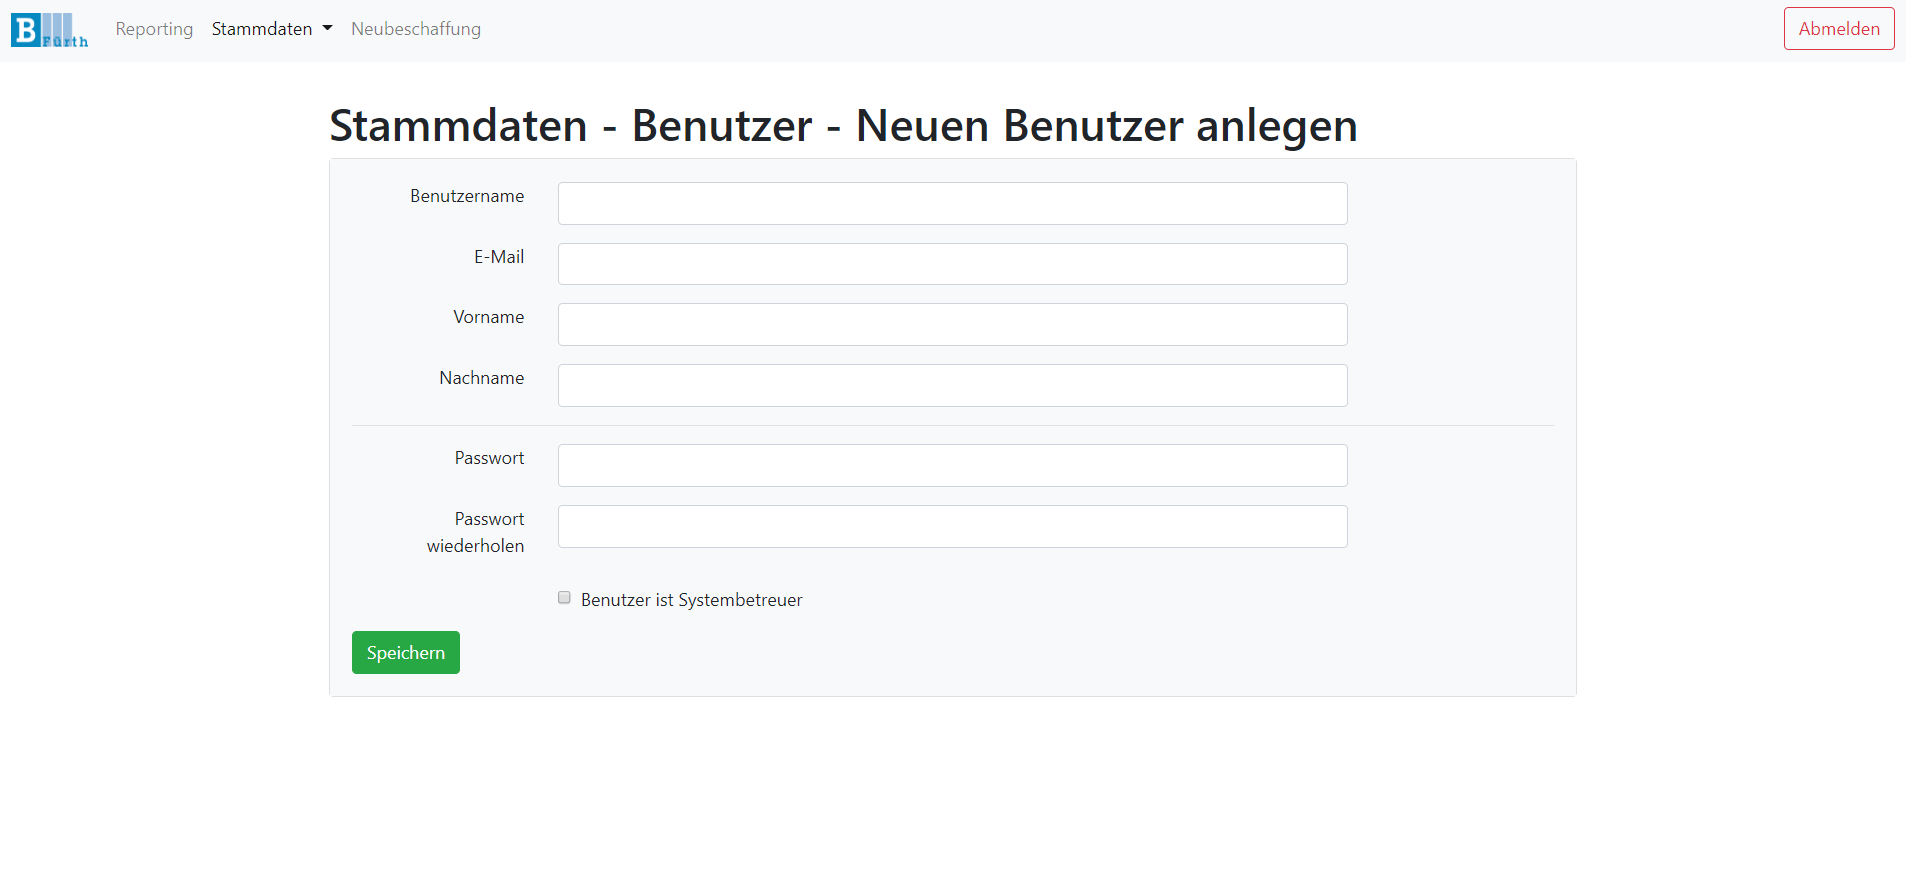 B Fürth
Reporting
Stammdaten
Neubeschaffung
Abmelden
Stammdaten - Benutzer - Neuen Benutzer anlegen
Benutzername
E-Mail
Vorname
Nachname
Passwort
Passwort
wiederholen
Benutzer ist Systembetreuer
Speichern